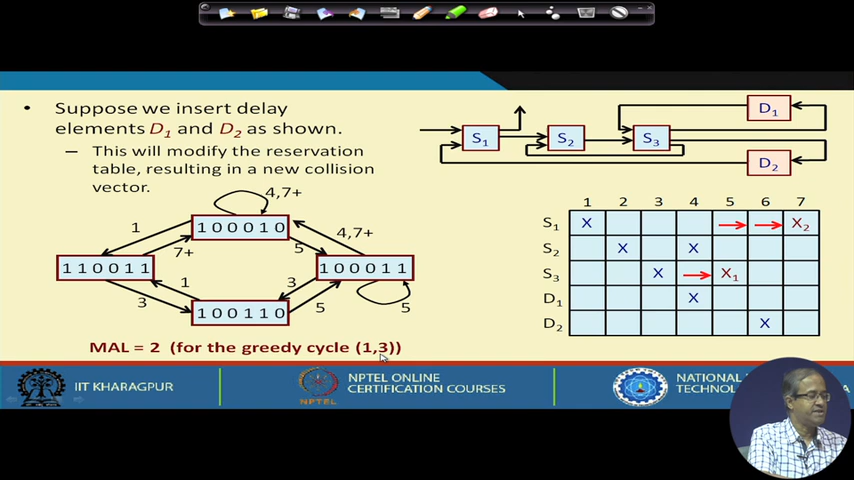 • Suppose we insert delay
elements D1 and D2 as shown.
– This will modify the reservation
table, resulting in a new collision
vector.
D1
S1 S2 S3
D2
4,7+
1
1 0 0 0 1 0
4,7+
7+
5
1 1 0 0 1 1
1 0 0 0 1 1
1
3
3
5
5
1 0 0 1 1 0
MAL = 2 (for the greedy cycle (1,3))
1 2 3 4 5 6 7
S1 X X2
S2 X X
S3 X X1
D1 X
D2 X
IIT KHARAGPUR
NPTEL
NPTEL ONLINE
CERTIFICATION COURSES
NATIONAL
TECHNOL